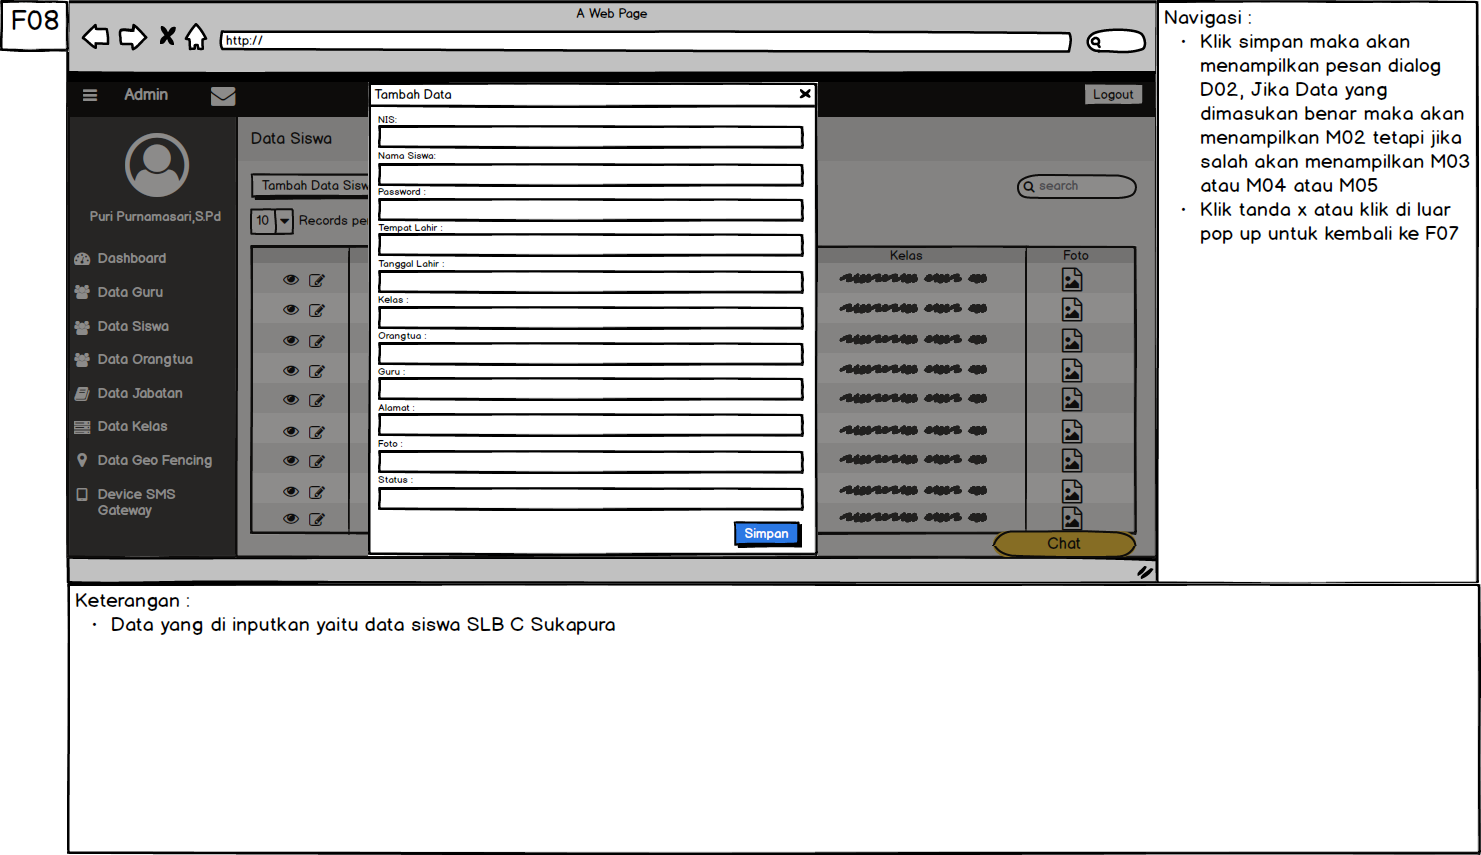 F08
A Web Page
http://
Admin
Logout
Puri Purnamasari,S.Pd
Dashboard
Data Guru
Data Siswa
Data Orangtua
Data Jabatan
Data Kelas
Data Geo Fencing
Device SMS
Gateway
Data Siswa
Tambah Data Sisw
search
10 Records pe
Kelas Foto
Chat
Tambah Data
NIS:
Nama Siswa:
Password :
Tempat Lahir :
Tanggal Lahir :
Kelas :
Orangtua :
Guru :
Alamat :
Foto :
Status :
Simpan
Navigasi :
• Klik simpan maka akan
menampilkan pesan dialog
D02, Jika Data yang
dimasukan benar maka akan
menampilkan M02 tetapi jika
salah akan menampilkan M03
atau M04 atau M05
• Klik tanda x atau klik di luar
pop up untuk kembali ke F07
Keterangan :
• Data yang di inputkan yaitu data siswa SLB C Sukapura